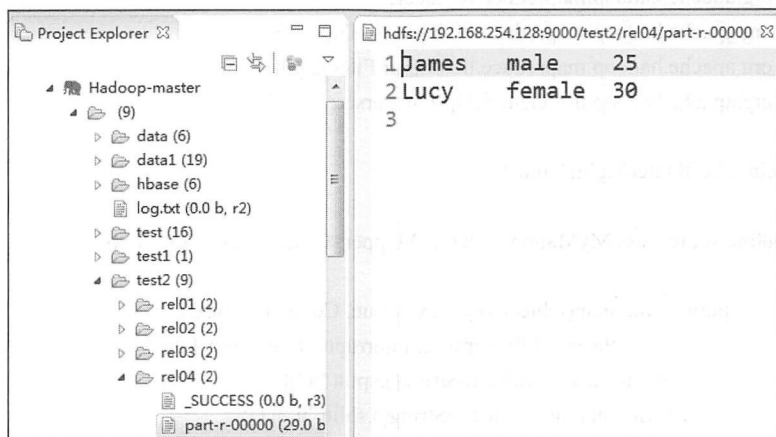 Project Explorer
Hadoop-master
(9)
data (6)
data1 (19)
hbase (6)
log.txt (0.0 b, r2)
test (16)
test1 (1)
test2 (9)
rel01 (2)
rel02 (2)
rel03 (2)
rel04 (2)
_SUCCESS (0.0 b, r3)
part-r-00000 (29.0 b
hdfs://192.168.254.128:9000/test2/rel04/part-r-00000
1 James male 25
2 Lucy female 30
3